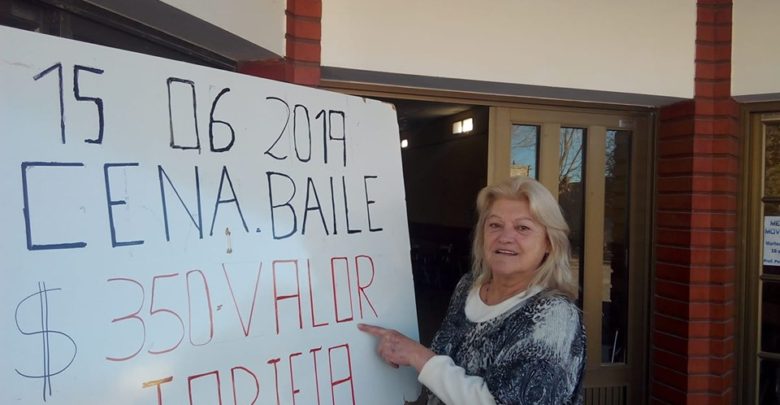 15 06 2019
CENA. BAILE
$ 350.VALOR
TARJETA